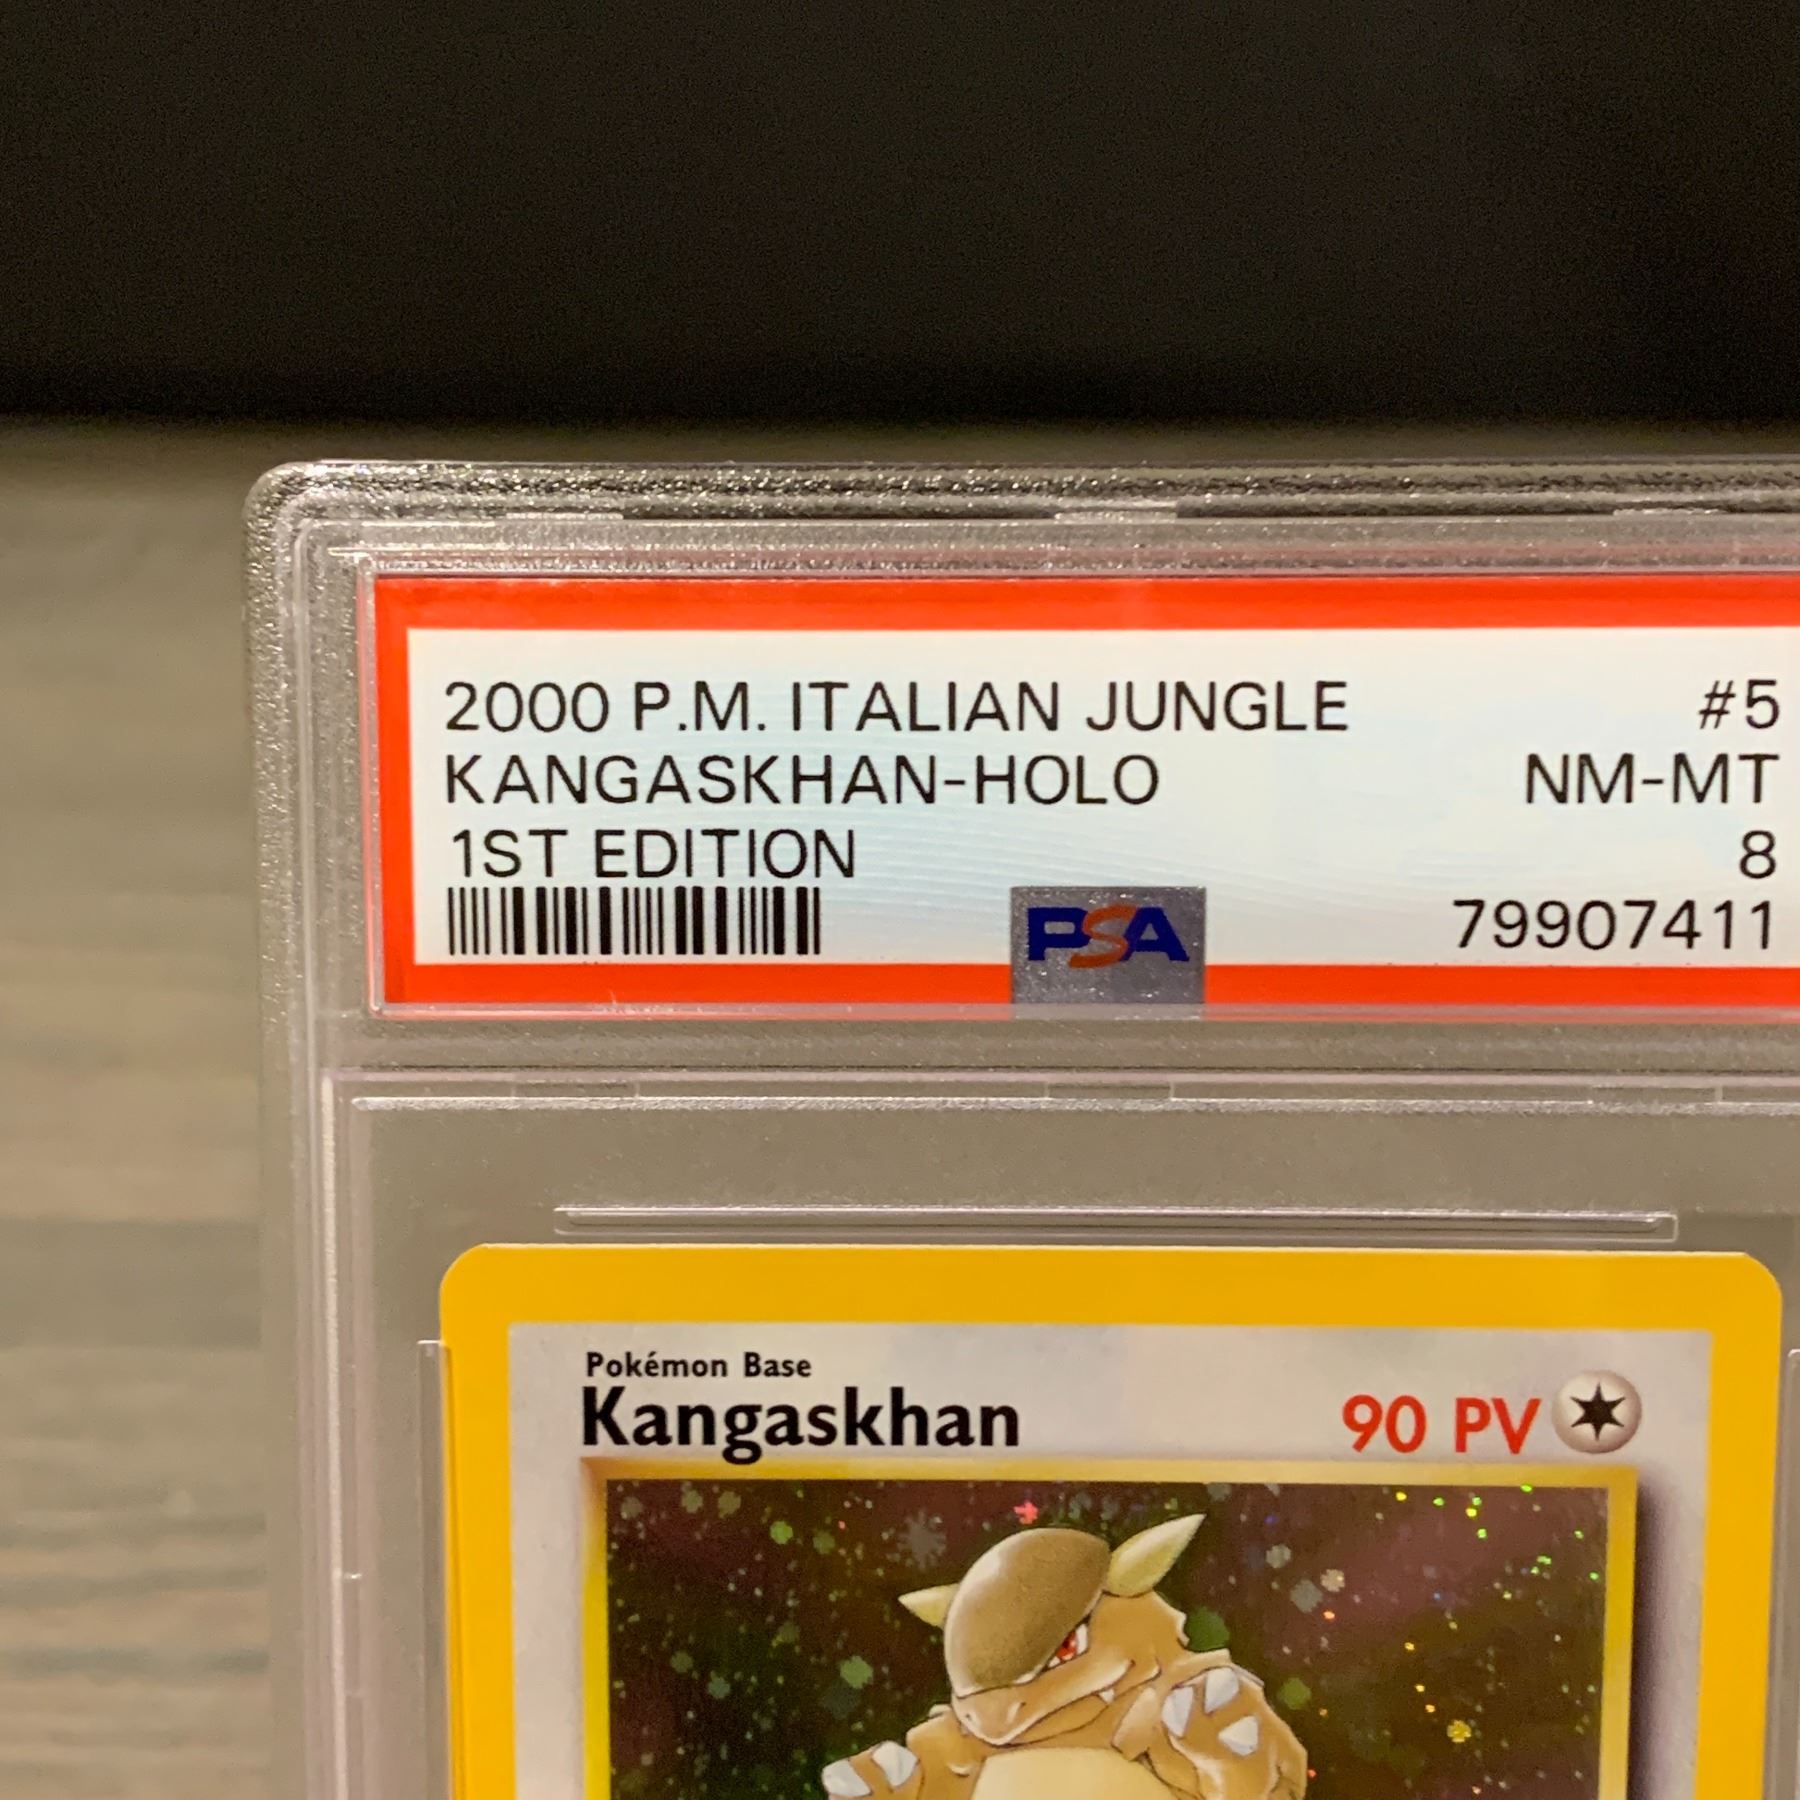 2000 P.M. ITALIAN JUNGLE #5
KANGASKHAN-HOLO NM-MT
1ST EDITION 8
PSA 79907411
Pokémon Base
Kangaskhan 90 PV